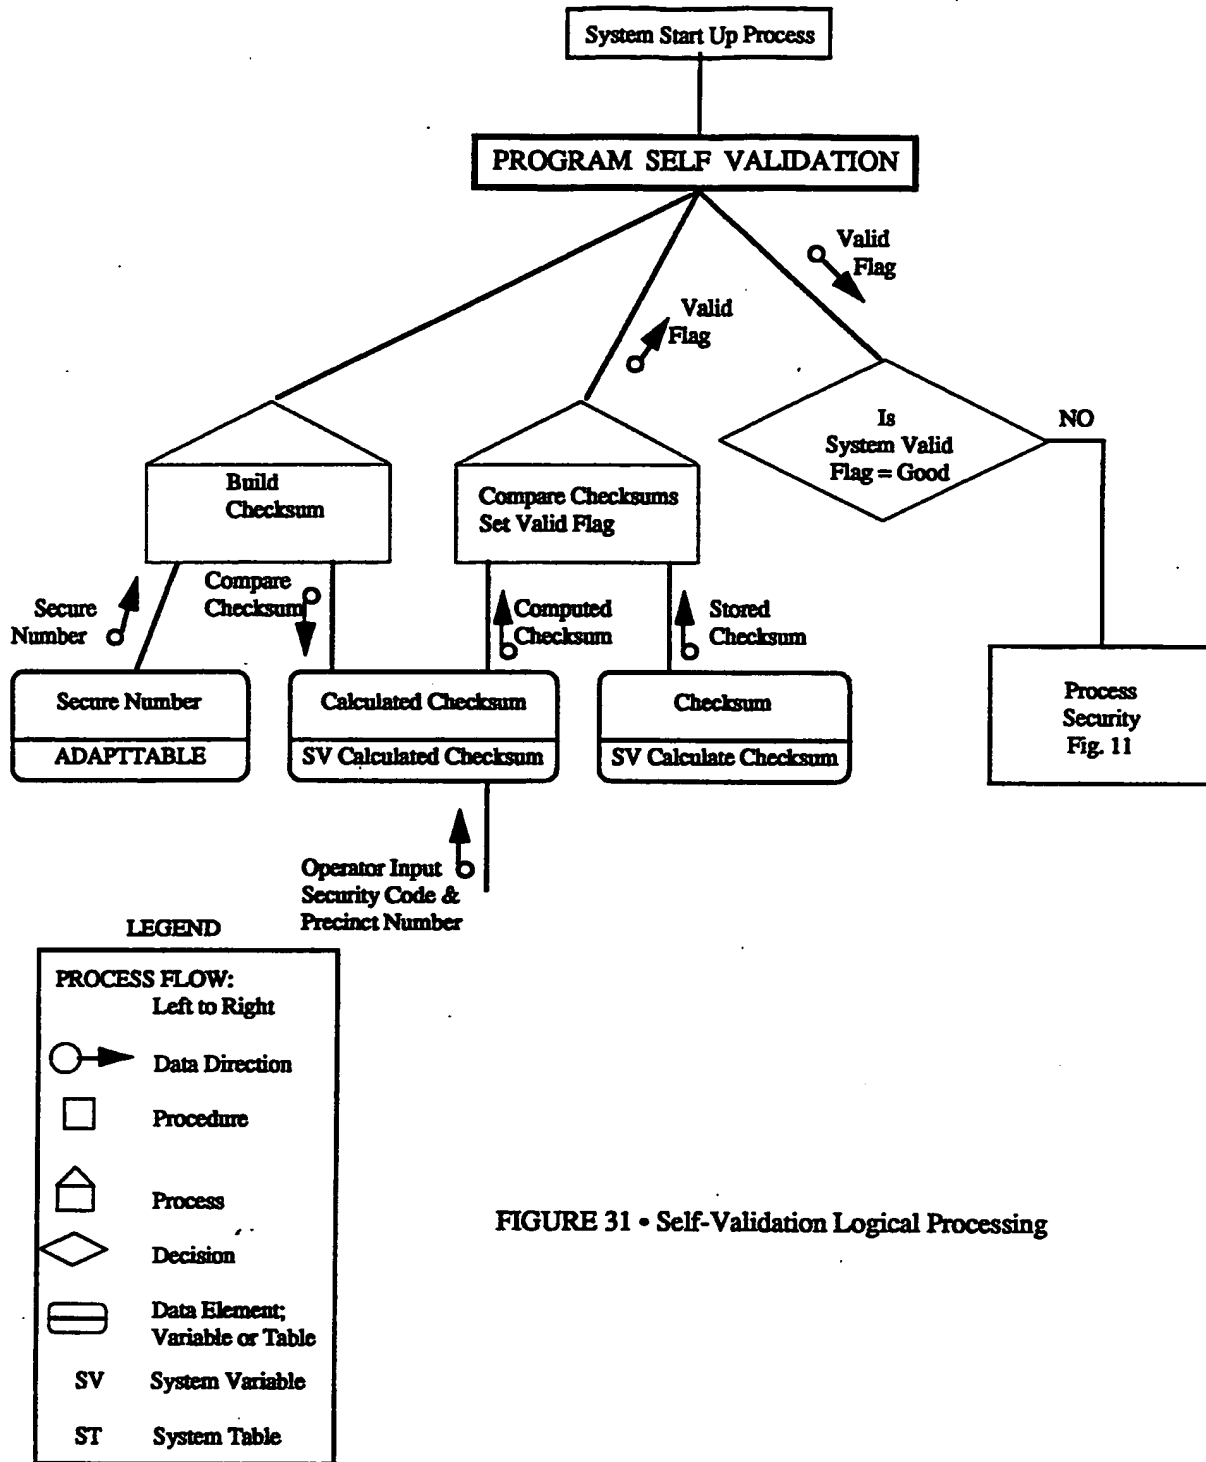 System Start Up Process
PROGRAM SELF VALIDATION
Valid
Flag
Valid
Flag
Is
System Valid
Flag = Good
NO
Build
Checksum
Compare Checksums
Set Valid Flag
Secure
Number
Compare
Checksum
Computed
Checksum
Stored
Checksum
Secure Number
ADAPTTABLE
Calculated Checksum
SV Calculated Checksum
Checksum
SV Calculate Checksum
Process
Security
Fig. 11
Operator Input
Security Code &
Precinct Number
LEGEND
PROCESS FLOW:
Left to Right
Data Direction
Procedure
Process
Decision
Data Element;
Variable or Table
SV System Variable
ST System Table
FIGURE 31 • Self-Validation Logical Processing